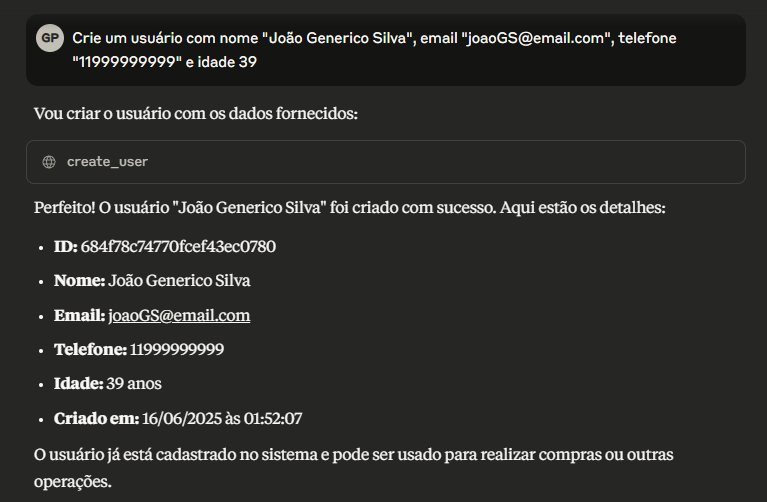 GP
Crie um usuário com nome "João Generico Silva", email "joaoGS@email.com", telefone
"11999999999" e idade 39
Vou criar o usuário com os dados fornecidos:
create_user
Perfeito! O usuário "João Generico Silva" foi criado com sucesso. Aqui estão os detalhes:
• ID: 684f78c74770fcef43ec0780
• Nome: João Generico Silva
• Email: joaoGS@email.com
• Telefone: 11999999999
• Idade: 39 anos
• Criado em: 16/06/2025 às 01:52:07
O usuário já está cadastrado no sistema e pode ser usado para realizar compras ou outras
operações.